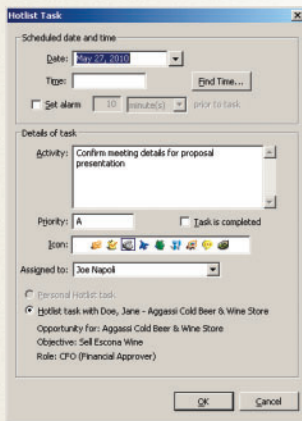 Hotlist Task
Scheduled date and time
Date: May 27, 2010
Time: Find Time...
Set alarm 10 minute(s) prior to task
Details of task
Activity: Confirm meeting details for proposal
presentation
Priority: A Task is completed
Icon:
Assigned to: Joe Napoli
Personal Hotlist task
Hotlist task with Doe, Jane - Aggassi Cold Beer & Wine Store
Opportunity for: Aggassi Cold Beer & Wine Store
Objective: Sell Escona Wine
Role: CFO (Financial Approver)
OK Cancel